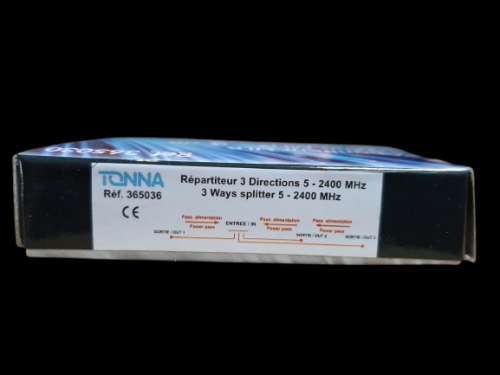 TONNA
Réf. 365036
CE
Répartiteur 3 Directions 5 - 2400 MHz
3 Ways splitter 5 - 2400 MHz
Pass. alimentation
Power pass
ENTREE / IN
Pass. alimentation
Power pass
Pass. alimentation
Power pass
SORTIE / OUT 1
SORTIE / OUT 2
SORTIE / OUT 3